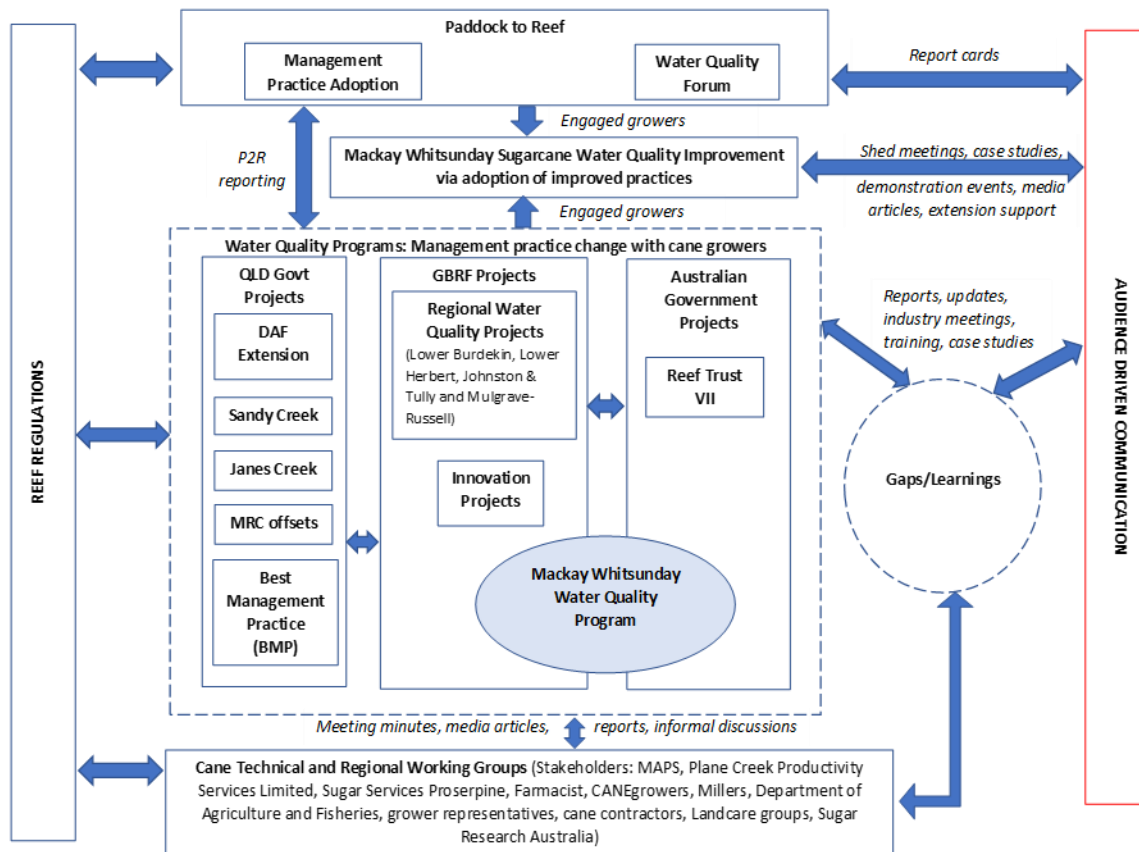 Paddock to Reef
Management
Practice Adoption
Water Quality
Forum
Report cards
Engaged growers
P2R
reporting
Mackay Whitsunday Sugarcane Water Quality Improvement
via adoption of improved practices
Shed meetings, case studies,
demonstration events, media
articles, extension support
Engaged growers
Water Quality Programs: Management practice change with cane growers
QLD Govt
Projects
DAF
Extension
Sandy Creek
Janes Creek
MRC offsets
Best
Management
Practice
(BMP)
GBRF Projects
Regional Water
Quality Projects
(Lower Burdekin, Lower
Herbert, Johnston &
Tully and Mulgrave-
Russell)
Innovation
Projects
Australian
Government
Projects
Reef Trust
VII
Mackay Whitsunday
Water Quality
Program
Reports, updates,
industry meetings,
training, case studies
Gaps/Learnings
REEF REGULATIONS
AUDIENCE DRIVEN COMMUNICATION
Meeting minutes, media articles, reports, informal discussions
Cane Technical and Regional Working Groups (Stakeholders: MAPS, Plane Creek Productivity
Services Limited, Sugar Services Proserpine, Farmacist, CANEgrowers, Millers, Department of
Agriculture and Fisheries, grower representatives, cane contractors, Landcare groups, Sugar
Research Australia)